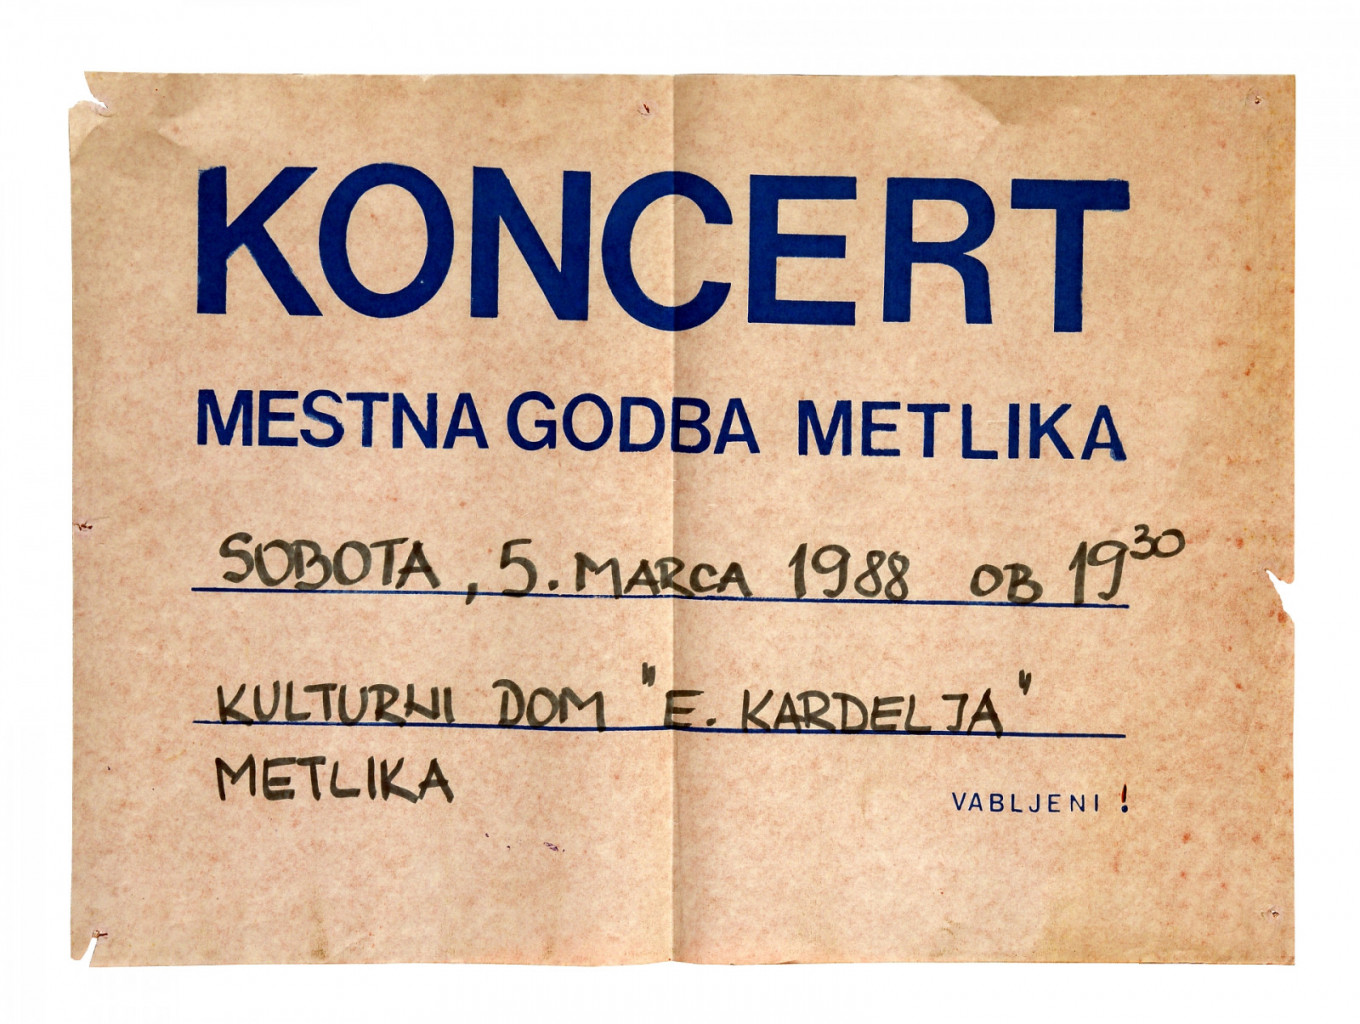 KONCERT
MESTNA GODBA METLIKA
SOBOTA, 5. MARCA 1988 OB 19³⁰
KULTURNI DOM "E. KARDELJA"
METLIKA
VABLJENI !